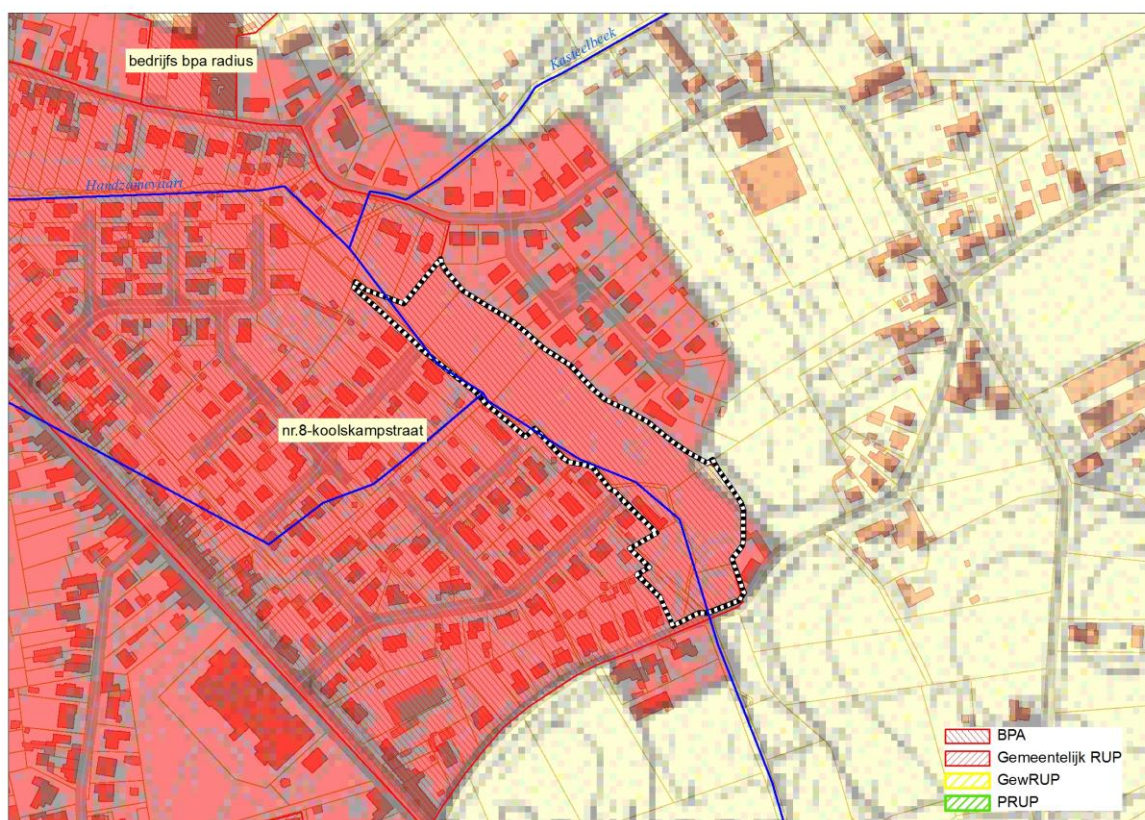 bedrijfs bpa radius
Kasteelbeek
Handzamevaart
nr.8-koolskampstraat
BPA
Gemeentelijk RUP
GewRUP
PRUP